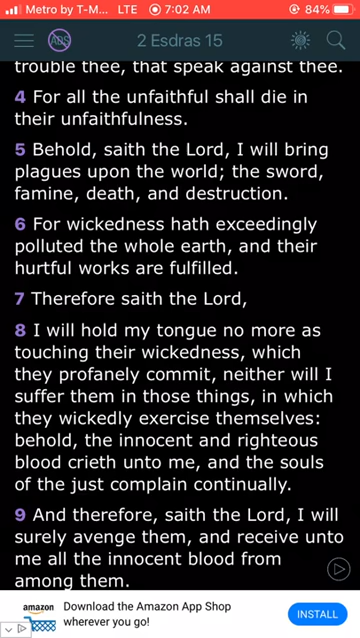 Metro by T-M... LTE 7:02 AM 84%
ADS 2 Esdras 15
trouble thee, that speak against thee.
4 For all the unfaithful shall die in
their unfaithfulness.
5 Behold, saith the Lord, I will bring
plagues upon the world; the sword,
famine, death, and destruction.
6 For wickedness hath exceedingly
polluted the whole earth, and their
hurtful works are fulfilled.
7 Therefore saith the Lord,
8 I will hold my tongue no more as
touching their wickedness, which
they profanely commit, neither will I
suffer them in those things, in which
they wickedly exercise themselves:
behold, the innocent and righteous
blood crieth unto me, and the souls
of the just complain continually.
9 And therefore, saith the Lord, I will
surely avenge them, and receive unto
me all the innocent blood from
among them.
amazon Download the Amazon App Shop
wherever you go!
INSTALL